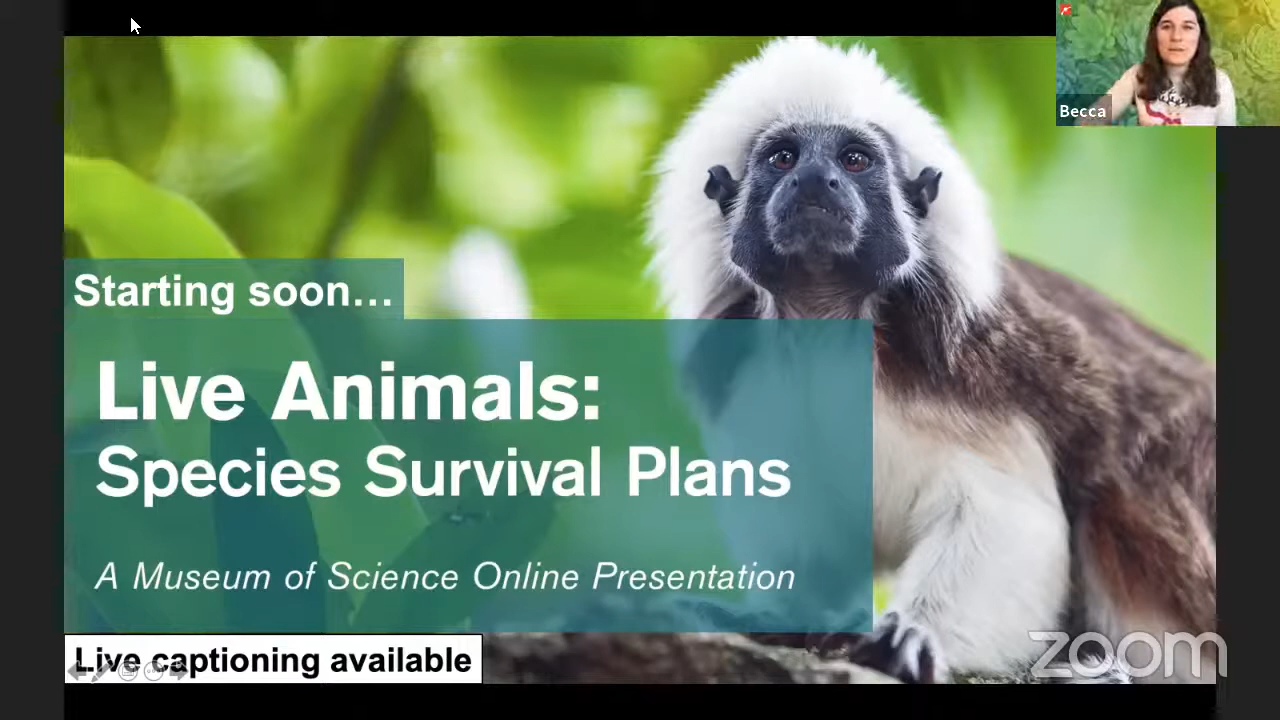 Becca
Starting soon...
Live Animals:
Species Survival Plans
A Museum of Science Online Presentation
Live captioning available
zoom